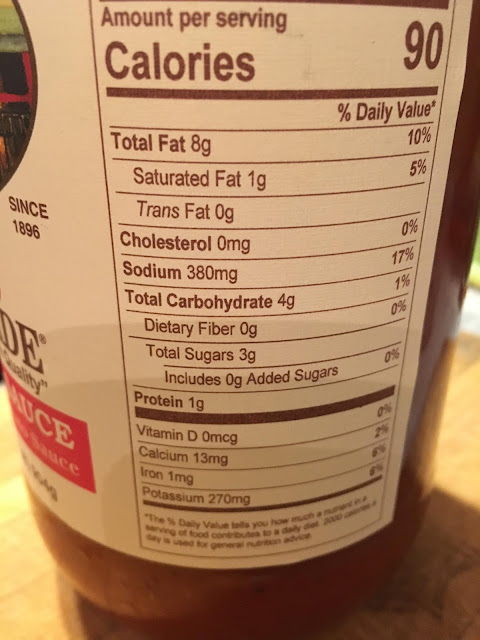 Amount per serving
Calories 90
% Daily Value*
Total Fat 8g 10%
Saturated Fat 1g 5%
Trans Fat 0g
Cholesterol 0mg 0%
Sodium 380mg 17%
Total Carbohydrate 4g 1%
Dietary Fiber 0g 0%
Total Sugars 3g
Includes 0g Added Sugars 0%
Protein 1g
Vitamin D 0mcg 0%
Calcium 13mg 2%
Iron 1mg 6%
Potassium 270mg 6%
*The % Daily Value tells you how much a nutrient in a
serving of food contributes to a daily diet. 2000 calories a
day is used for general nutrition advice.
SINCE
1896
DE®
Quality"
AUCE
Sauce